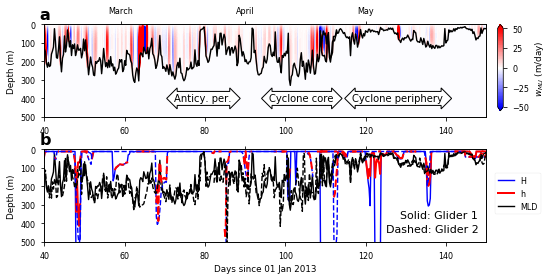 a
March April May
Depth (m)
0
100
200
300
400
500
Anticy. per.
Cyclone core
Cyclone periphery
40 60 80 100 120 140
50
25
0
−25
−50
w_MLI (m/day)
b
Depth (m)
0
100
200
300
400
500
Solid: Glider 1
Dashed: Glider 2
40 60 80 100 120 140
Days since 01 Jan 2013
H
h
MLD